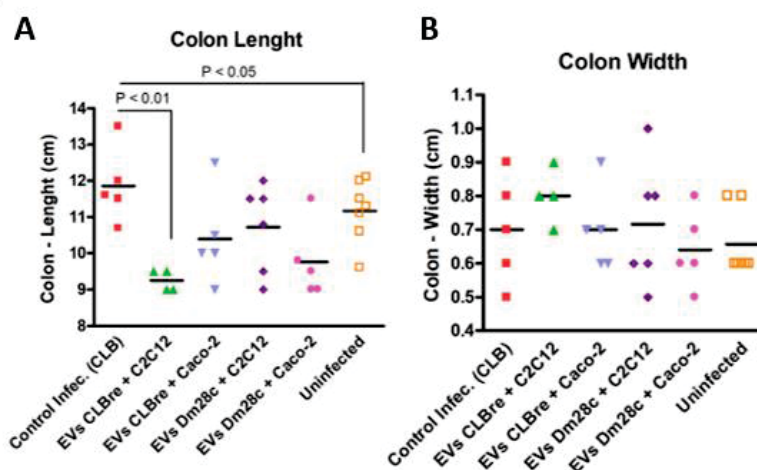 A
Colon Lenght
P < 0.05
P < 0.01
14
13
12
11
10
9
8
Colon - Lenght (cm)
Control Infec. (CLB)
EVs CLBre + C2C12
EVs CLBre + Caco-2
EVs Dm28c + C2C12
EVs Dm28c + Caco-2
Uninfected
B
Colon Width
1.1
1.0
0.9
0.8
0.7
0.6
0.5
0.4
Colon - Width (cm)
Control Infec. (CLB)
EVs CLBre + C2C12
EVs CLBre + Caco-2
EVs Dm28c + C2C12
EVs Dm28c + Caco-2
Uninfected